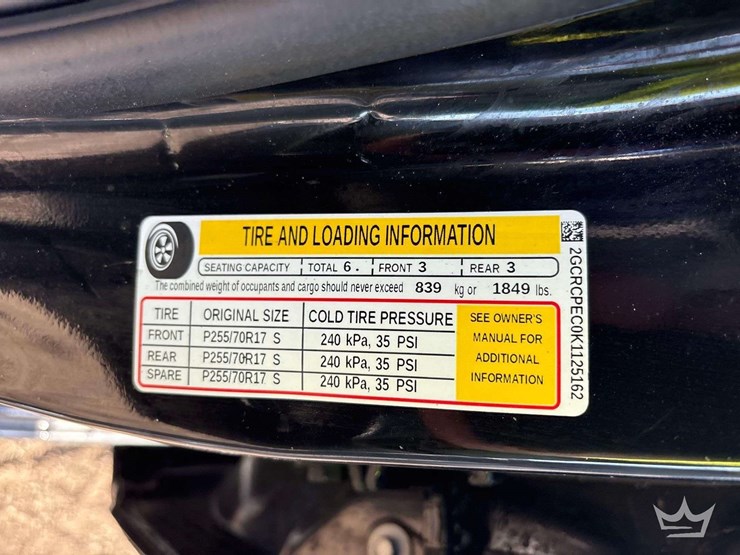 TIRE AND LOADING INFORMATION
SEATING CAPACITY TOTAL 6. FRONT 3 REAR 3
The combined weight of occupants and cargo should never exceed 839 kg or 1849 lbs.
TIRE ORIGINAL SIZE COLD TIRE PRESSURE
FRONT P255/70R17 S 240 kPa, 35 PSI
REAR P255/70R17 S 240 kPa, 35 PSI
SPARE P255/70R17 S 240 kPa, 35 PSI
SEE OWNER'S
MANUAL FOR
ADDITIONAL
INFORMATION
2GCRCPEC0K1125162